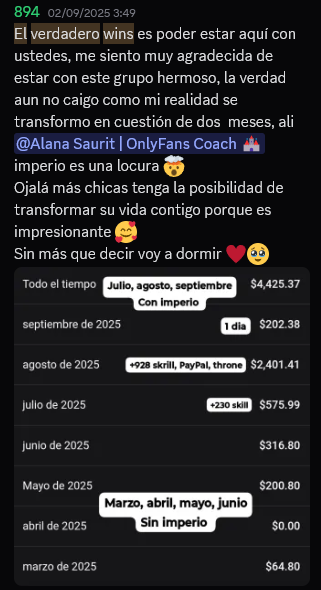 894 02/09/2025 3:49
El verdadero wins es poder estar aquí con
ustedes, me siento muy agradecida de
estar con este grupo hermoso, la verdad
aun no caigo como mi realidad se
transformo en cuestión de dos meses, ali
@Alana Saurit | OnlyFans Coach 🏰
imperio es una locura 🤯
Ojalá más chicas tenga la posibilidad de
transformar su vida contigo porque es
impresionante 🥰
Sin más que decir voy a dormir ♥️🥹
Todo el tiempo Julio, agosto, septiembre $4,425.37
Con imperio
septiembre de 2025 1 dia $202.38
agosto de 2025 +928 skrill, PayPal, throne $2,401.41
julio de 2025 +230 skill $575.99
junio de 2025 $316.80
Mayo de 2025 $200.80
Marzo, abril, mayo, junio
Sin imperio
abril de 2025 $0.00
marzo de 2025 $64.80